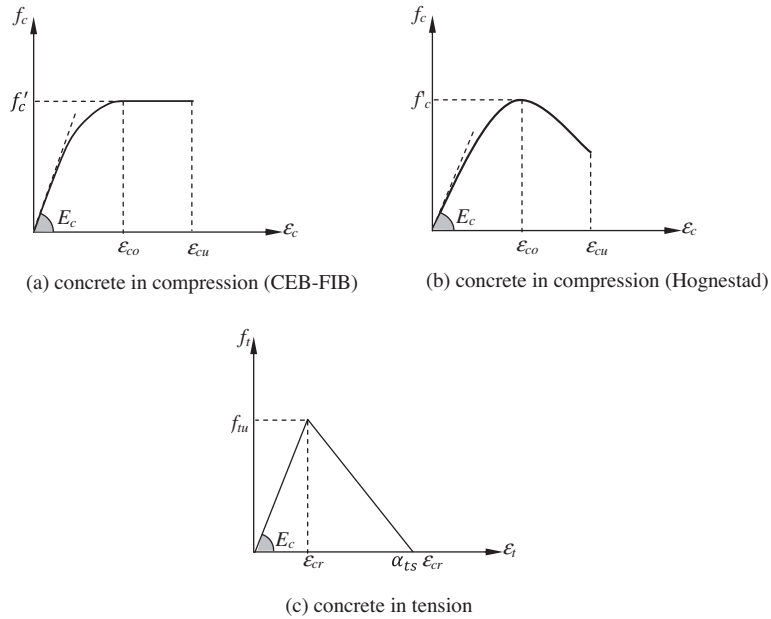 f_c
f_c'
E_c
ε_c
ε_co
ε_cu
(a) concrete in compression (CEB-FIB)
f_c
f'_c
E_c
ε_c
ε_co
ε_cu
(b) concrete in compression (Hognestad)
f_t
f_tu
E_c
ε_cr
α_ts ε_cr
ε_t
(c) concrete in tension